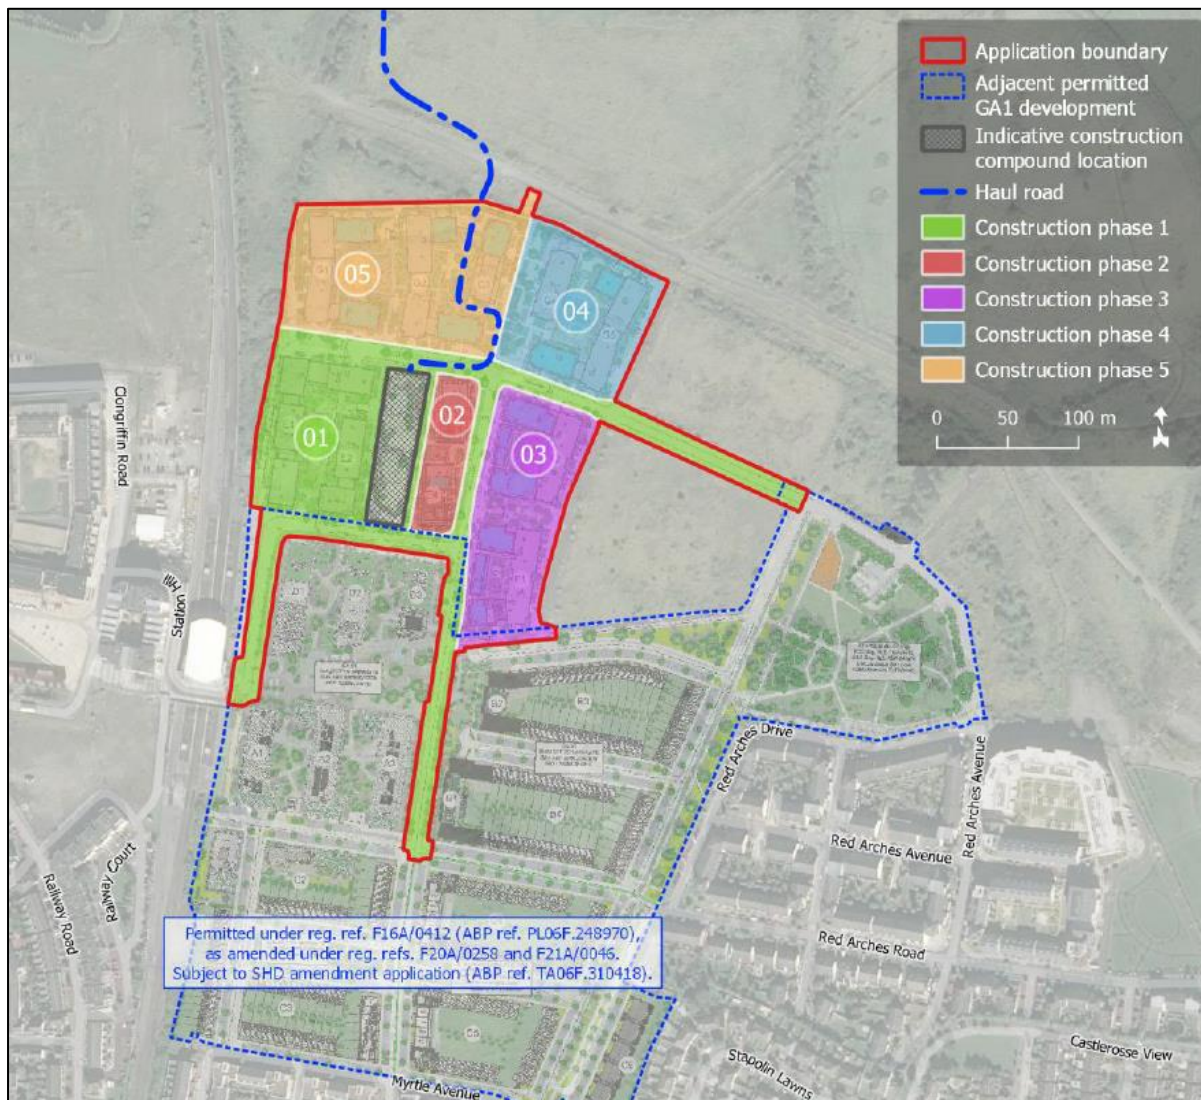 Application boundary
Adjacent permitted
GA1 development
Indicative construction
compound location
Haul road
Construction phase 1
Construction phase 2
Construction phase 3
Construction phase 4
Construction phase 5
0 50 100 m
05
04
02
01
03
Clongriffin Road
Station Hill
Red Arches Drive
Red Arches Avenue
Red Arches Avenue
Railway Court
Railway Road
Red Arches Road
Permitted under reg. ref. F16A/0412 (ABP ref. PL06F.248970),
as amended under reg. refs. F20A/0258 and F21A/0046.
Subject to SHD amendment application (ABP ref. TA06F.310418).
Castlerosse View
Stapolin Lawns
Myrtle Avenue